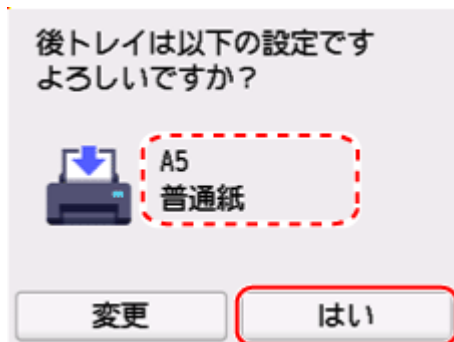 後トレイは以下の設定です
よろしいですか？
A5
普通紙
変更
はい